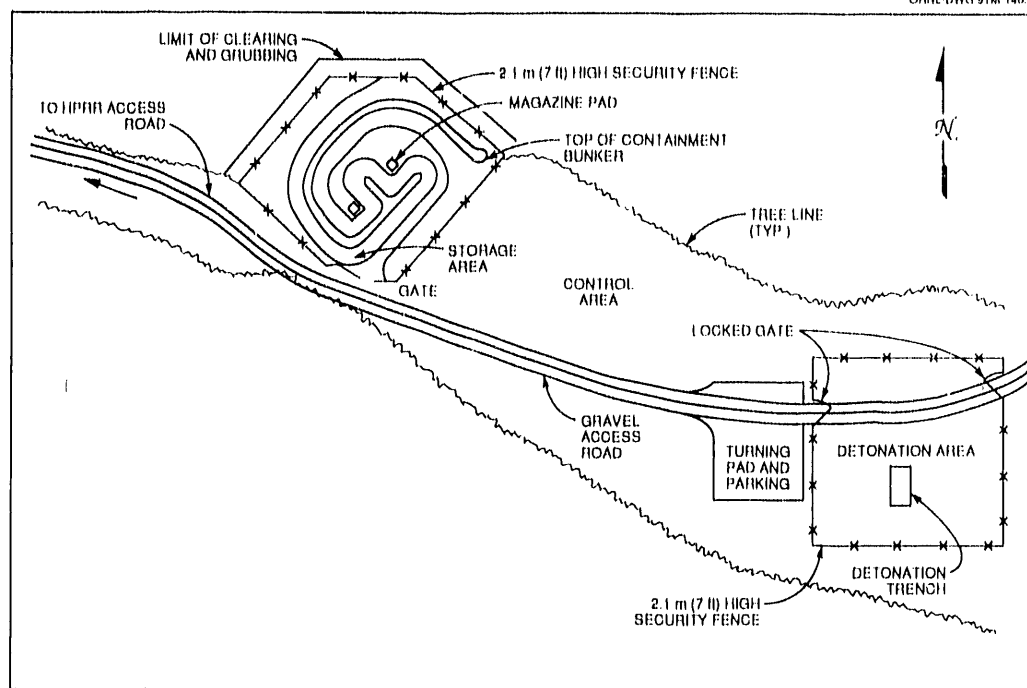 LIMIT OF CLEARING
AND GRUBBING
2.1 m (7 ft) HIGH SECURITY FENCE
TO HPRR ACCESS
ROAD
MAGAZINE PAD
TOP OF CONTAINMENT
BUNKER
N.
TREE LINE
(TYP.)
STORAGE
AREA
GATE
CONTROL
AREA
LOCKED GATE
GRAVEL
ACCESS
ROAD
TURNING
PAD AND
PARKING
DETONATION AREA
DETONATION
TRENCH
2.1 m (7 ft) HIGH
SECURITY FENCE